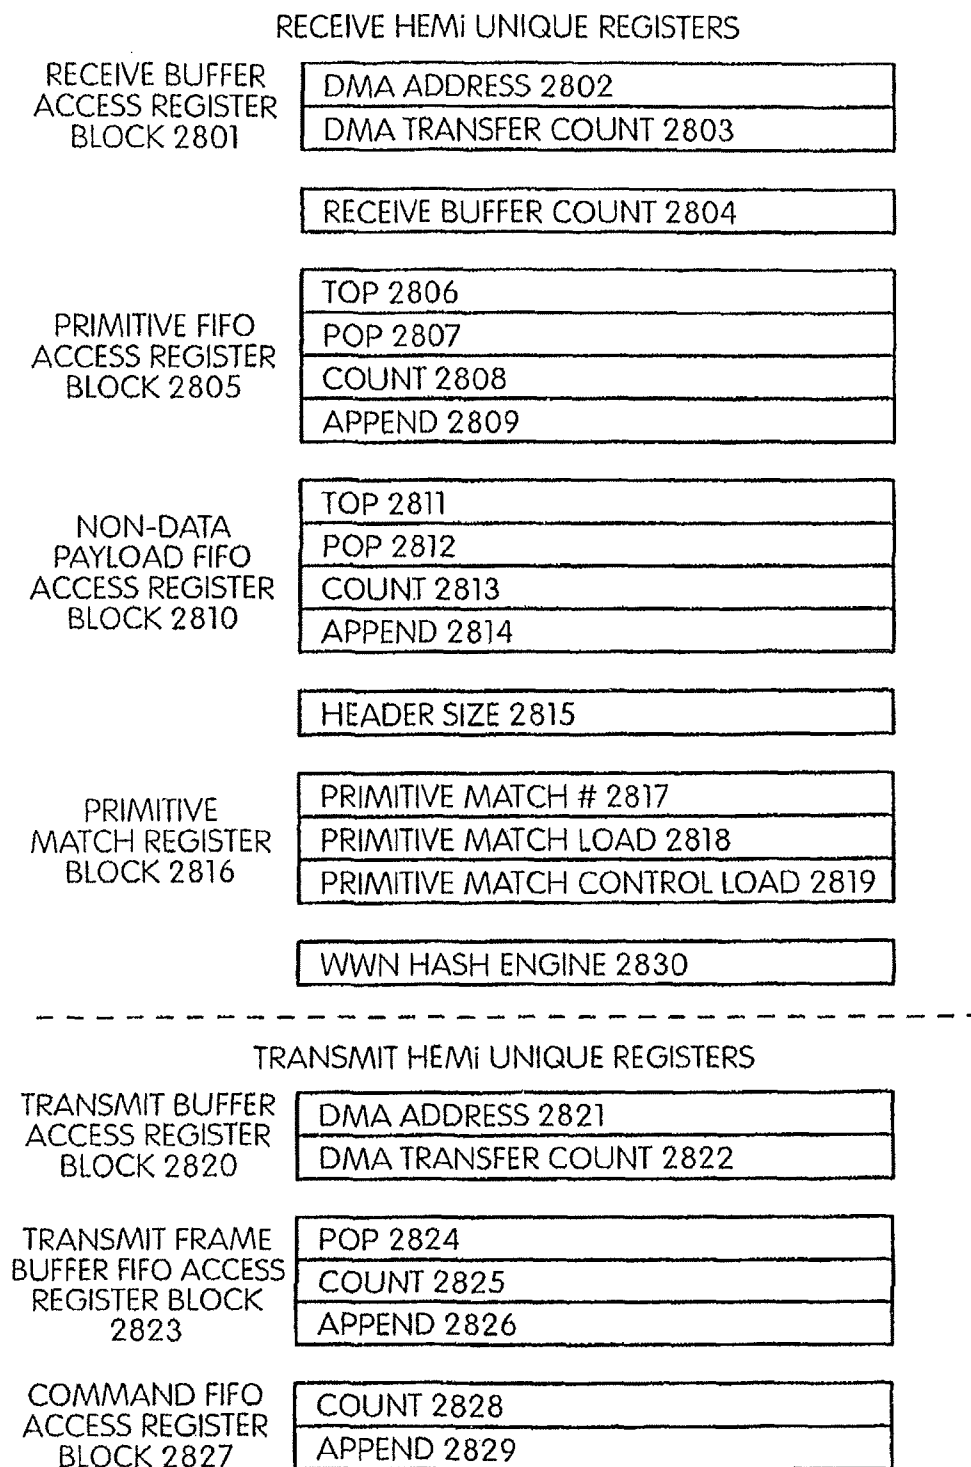 RECEIVE HEMi UNIQUE REGISTERS
RECEIVE BUFFER
ACCESS REGISTER
BLOCK 2801
DMA ADDRESS 2802
DMA TRANSFER COUNT 2803
RECEIVE BUFFER COUNT 2804
PRIMITIVE FIFO
ACCESS REGISTER
BLOCK 2805
TOP 2806
POP 2807
COUNT 2808
APPEND 2809
NON-DATA
PAYLOAD FIFO
ACCESS REGISTER
BLOCK 2810
TOP 2811
POP 2812
COUNT 2813
APPEND 2814
HEADER SIZE 2815
PRIMITIVE
MATCH REGISTER
BLOCK 2816
PRIMITIVE MATCH # 2817
PRIMITIVE MATCH LOAD 2818
PRIMITIVE MATCH CONTROL LOAD 2819
WWN HASH ENGINE 2830
TRANSMIT HEMi UNIQUE REGISTERS
TRANSMIT BUFFER
ACCESS REGISTER
BLOCK 2820
DMA ADDRESS 2821
DMA TRANSFER COUNT 2822
TRANSMIT FRAME
BUFFER FIFO ACCESS
REGISTER BLOCK
2823
POP 2824
COUNT 2825
APPEND 2826
COMMAND FIFO
ACCESS REGISTER
BLOCK 2827
COUNT 2828
APPEND 2829